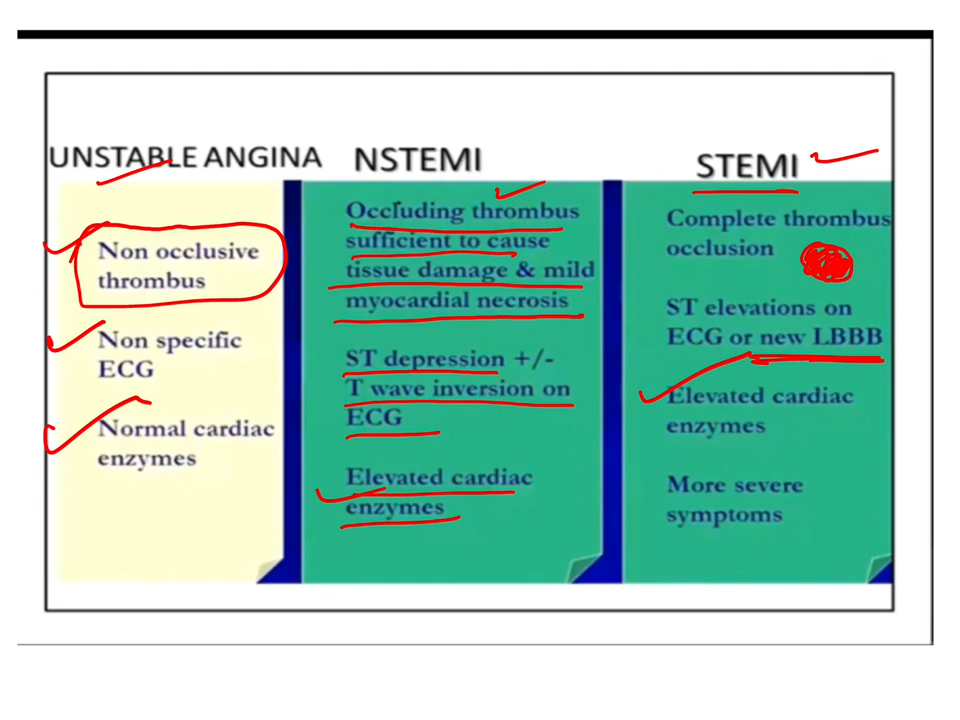 UNSTABLE ANGINA
Non occlusive
thrombus
Non specific
ECG
Normal cardiac
enzymes
NSTEMI
Occluding thrombus
sufficient to cause
tissue damage & mild
myocardial necrosis
ST depression +/-
T wave inversion on
ECG
Elevated cardiac
enzymes
STEMI
Complete thrombus
occlusion
ST elevations on
ECG or new LBBB
Elevated cardiac
enzymes
More severe
symptoms